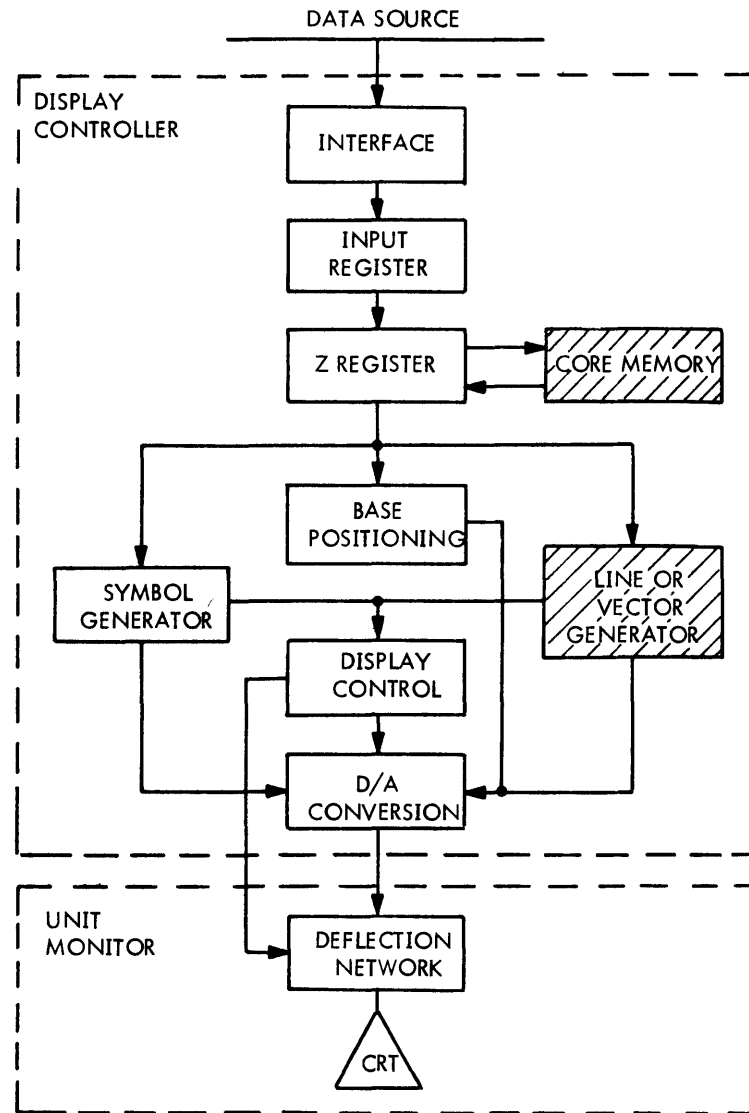 DATA SOURCE
DISPLAY
CONTROLLER
INTERFACE
INPUT
REGISTER
Z REGISTER
CORE MEMORY
BASE
POSITIONING
SYMBOL
GENERATOR
LINE OR
VECTOR
GENERATOR
DISPLAY
CONTROL
D/A
CONVERSION
UNIT
MONITOR
DEFLECTION
NETWORK
CRT